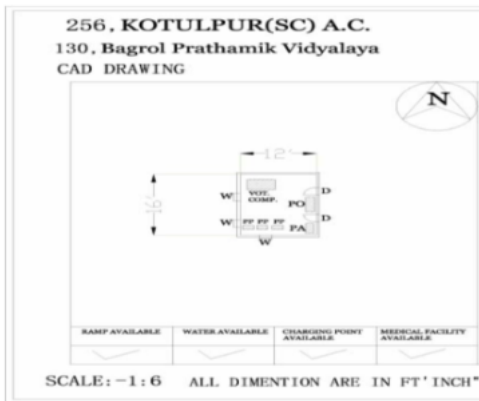 256, KOTULPUR(SC) A.C.
130, Bagrol Prathamik Vidyalaya
CAD DRAWING
N
12'
16'
W VOT. COMP. D
PO
W PP PP PP D
PA
W
RAMP AVAILABLE WATER AVAILABLE CHARGING POINT AVAILABLE MEDICAL FACILITY AVAILABLE
SCALE:-1:6 ALL DIMENTION ARE IN FT'INCH"